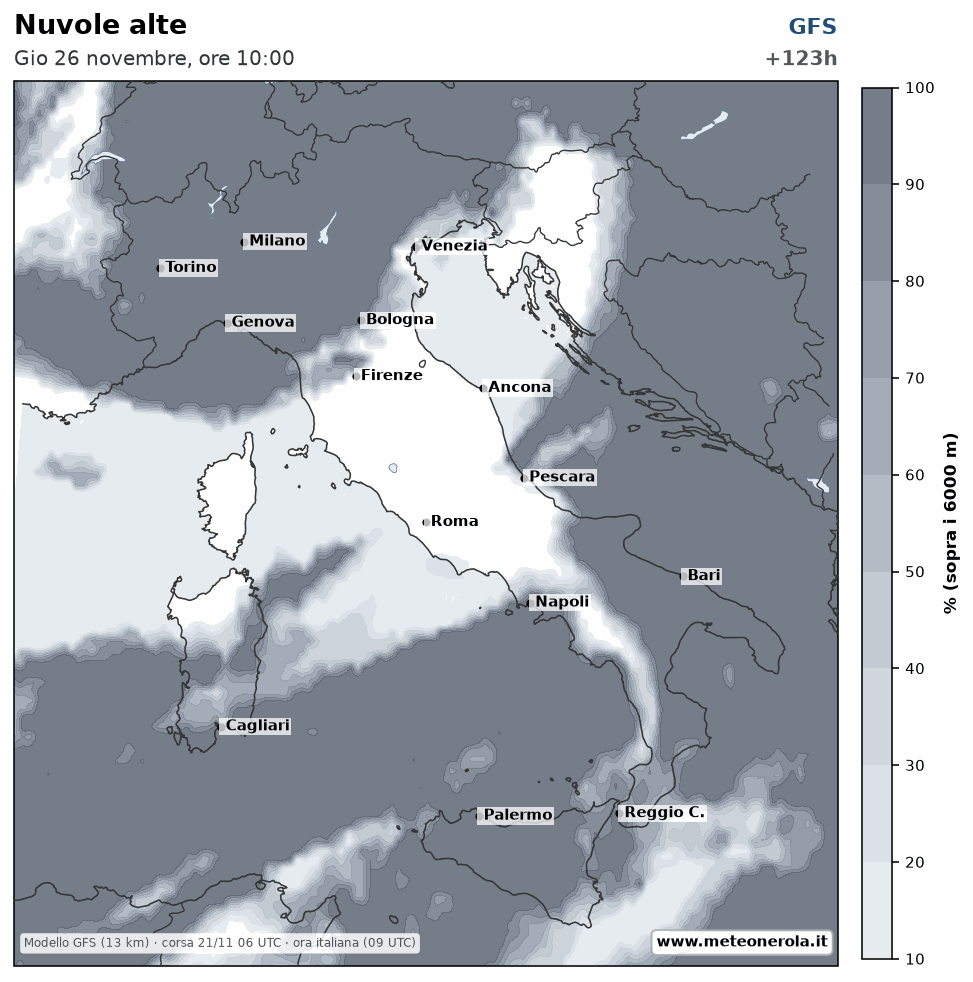 Nuvole alte
GFS
Gio 26 novembre, ore 10:00
+123h
100
90
80
70
60
50
40
30
20
10
% (sopra i 6000 m)
Milano
Venezia
Torino
Genova
Bologna
Firenze
Ancona
Pescara
Roma
Bari
Napoli
Cagliari
Palermo
Reggio C.
Modello GFS (13 km) · corsa 21/11 06 UTC · ora italiana (09 UTC)
www.meteonerola.it